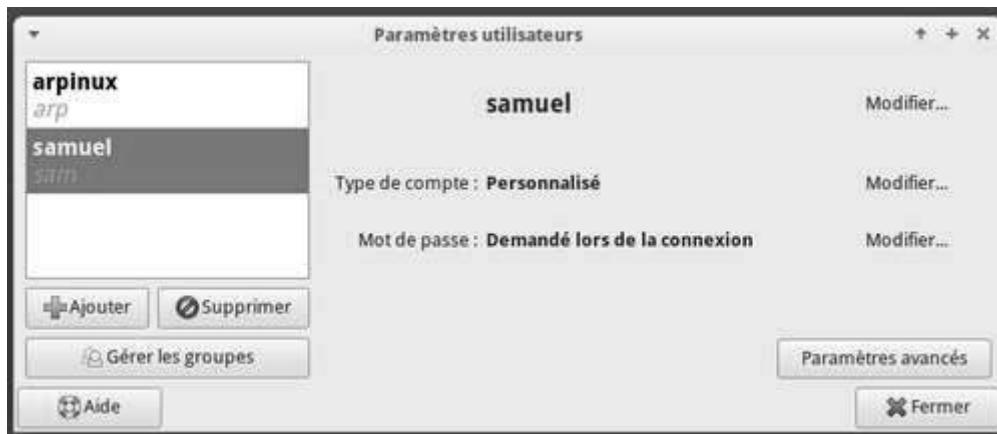 Paramètres utilisateurs
arpinux
arp
samuel
sam
samuel
Modifier...
Type de compte : Personnalisé
Modifier...
Mot de passe : Demandé lors de la connexion
Modifier...
Ajouter
Supprimer
Gérer les groupes
Paramètres avancés
Aide
Fermer